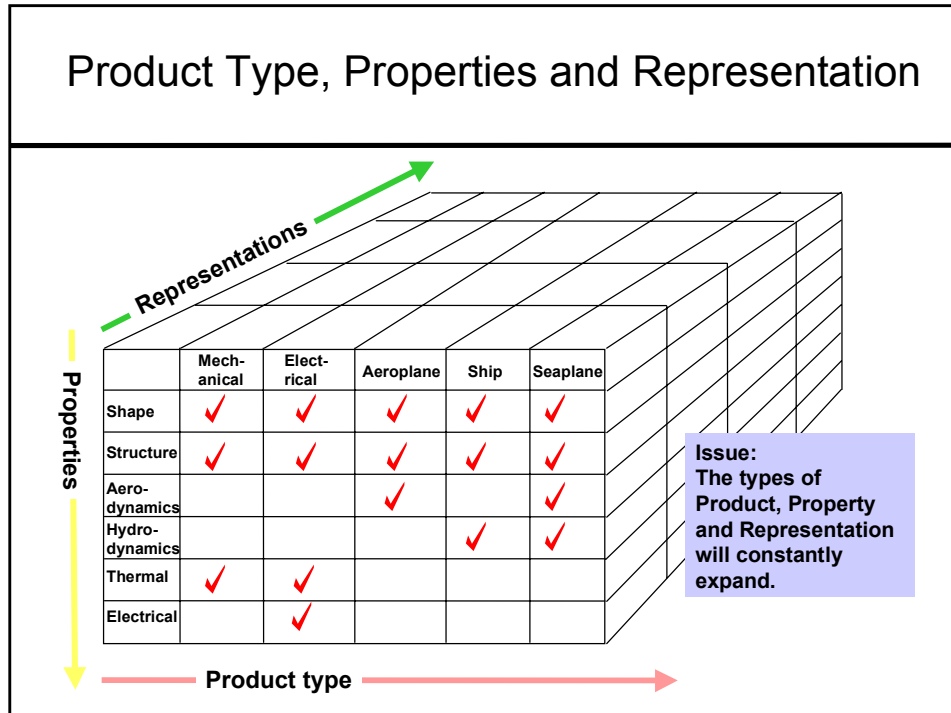 Product Type, Properties and Representation
Representations
Properties
Mech-
anical
Elect-
rical
Aeroplane
Ship
Seaplane
Shape
Structure
Aero-
dynamics
Hydro-
dynamics
Thermal
Electrical
Issue:
The types of
Product, Property
and Representation
will constantly
expand.
Product type